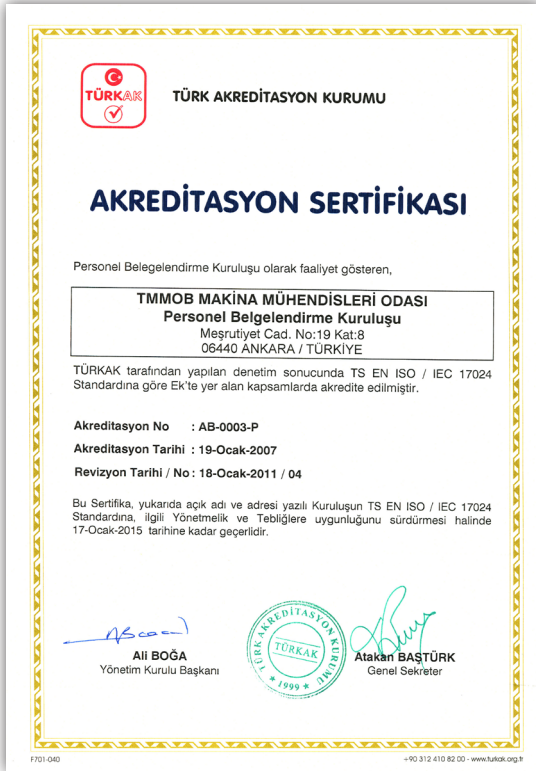 TÜRKAK
TÜRK AKREDİTASYON KURUMU
AKREDİTASYON SERTİFİKASI
Personel Belegelendirme Kuruluşu olarak faaliyet gösteren,
TMMOB MAKİNA MÜHENDİSLERİ ODASI
Personel Belgelendirme Kuruluşu
Meşrutiyet Cad. No:19 Kat:8
06440 ANKARA / TÜRKİYE
TÜRKAK tarafından yapılan denetim sonucunda TS EN ISO / IEC 17024
Standardına göre Ek'te yer alan kapsamlarda akredite edilmiştir.
Akreditasyon No : AB-0003-P
Akreditasyon Tarihi : 19-Ocak-2007
Revizyon Tarihi / No : 18-Ocak-2011 / 04
Bu Sertifika, yukarıda açık adı ve adresi yazılı Kuruluşun TS EN ISO / IEC 17024
Standardına, ilgili Yönetmelik ve Tebliğlere uygunluğunu sürdürmesi halinde
17-Ocak-2015 tarihine kadar geçerlidir.
TÜRK AKREDİTASYON KURUMU
TÜRKAK
* 1999 *
Ali BOĞA
Yönetim Kurulu Başkanı
Atakan BAŞTÜRK
Genel Sekreter
F701-040
+90 312 410 82 00 - www.turkak.org.tr